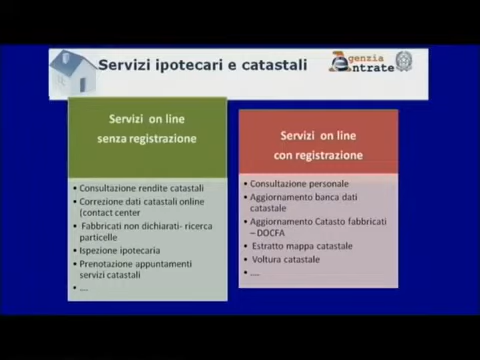 Servizi ipotecari e catastali
Agenzia
Entrate
Servizi on line
senza registrazione
• Consultazione rendite catastali
• Correzione dati catastali online
(contact center
• Fabbricati non dichiarati- ricerca
particelle
• Ispezione ipotecaria
• Prenotazione appuntamenti
servizi catastali
• ....
Servizi on line
con registrazione
• Consultazione personale
• Aggiornamento banca dati
catastale
• Aggiornamento Catasto fabbricati
– DOCFA
• Estratto mappa catastale
• Voltura catastale
• ....